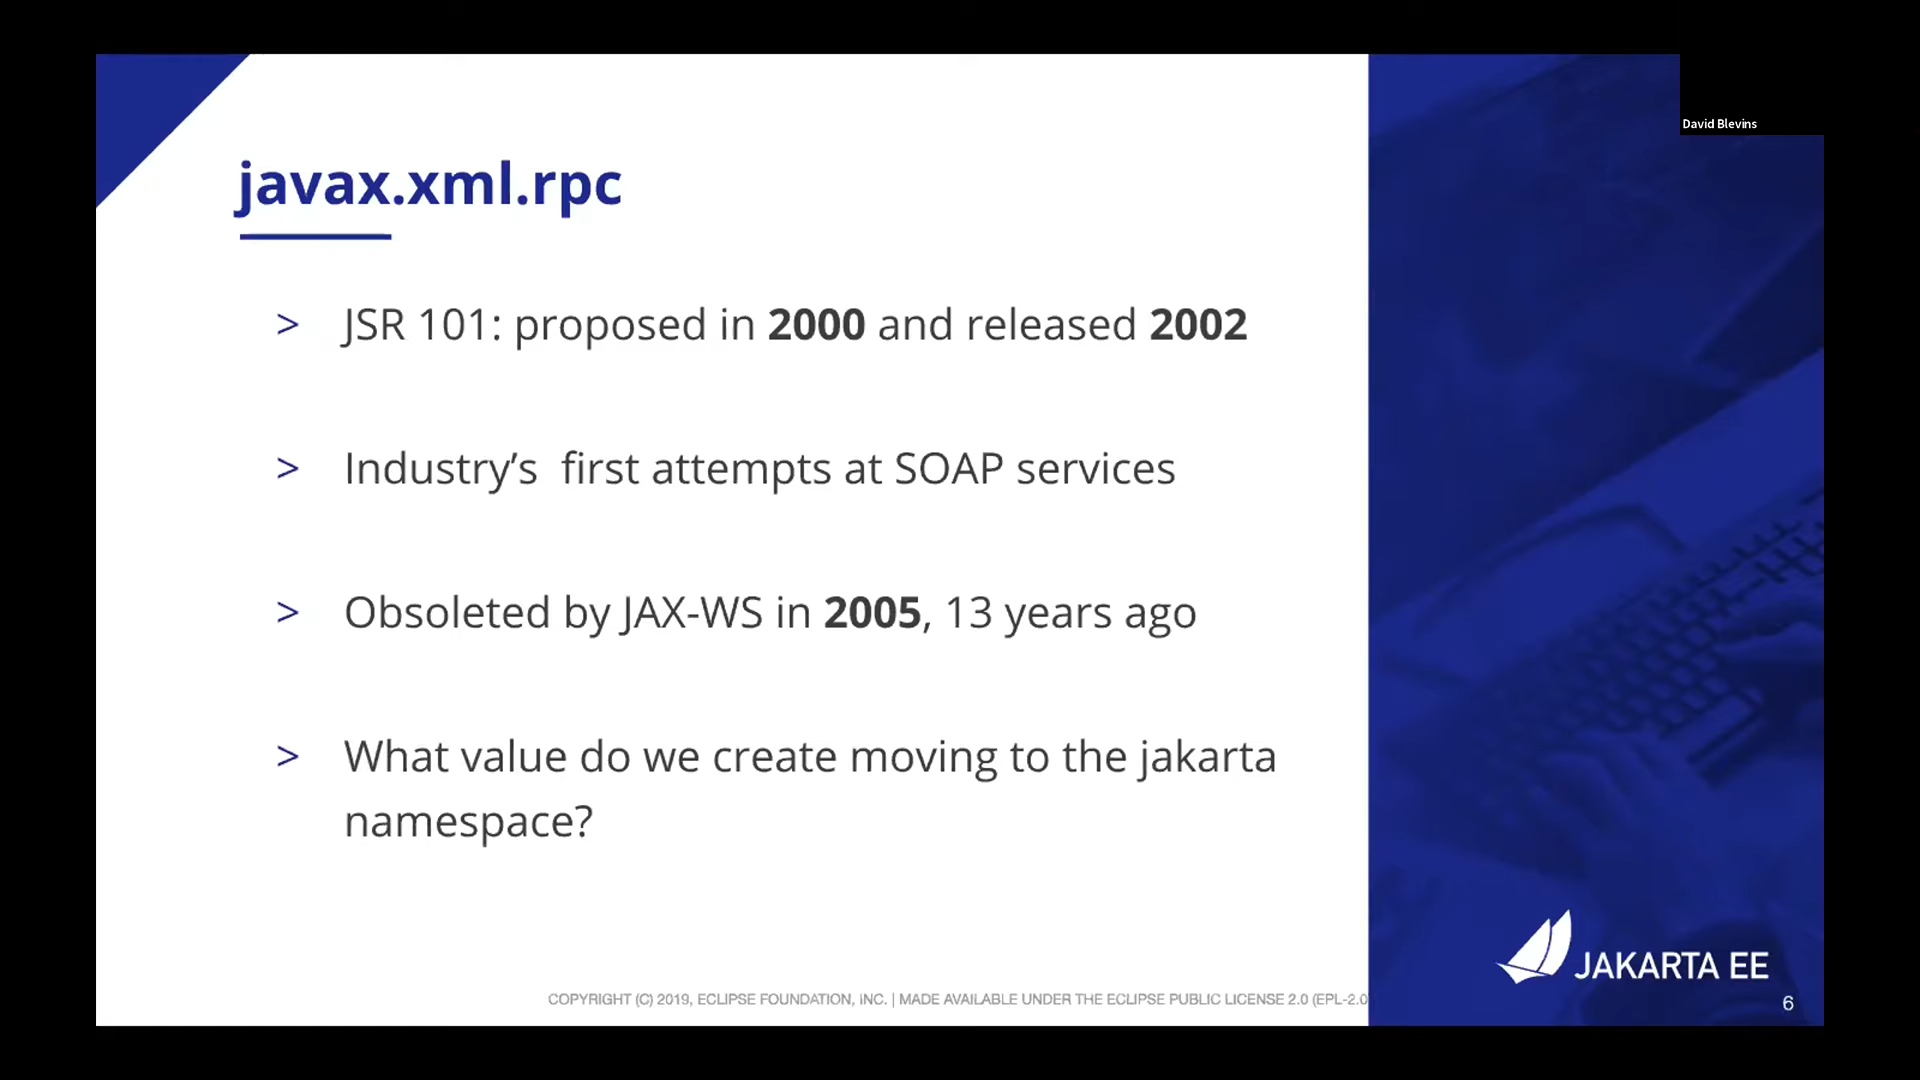 David Blevins
javax.xml.rpc
> JSR 101: proposed in 2000 and released 2002
> Industry’s  first attempts at SOAP services
> Obsoleted by JAX-WS in 2005, 13 years ago
> What value do we create moving to the jakarta
namespace?
JAKARTA EE
COPYRIGHT (C) 2019, ECLIPSE FOUNDATION, INC. | MADE AVAILABLE UNDER THE ECLIPSE PUBLIC LICENSE 2.0 (EPL-2.0
6